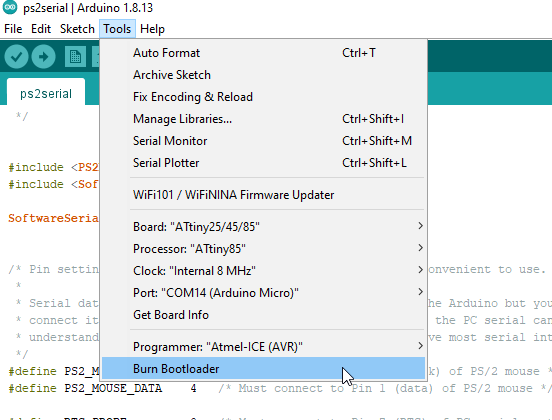 ps2serial | Arduino 1.8.13
File Edit Sketch Tools Help
Auto Format Ctrl+T
Archive Sketch
Fix Encoding & Reload
Manage Libraries... Ctrl+Shift+I
Serial Monitor Ctrl+Shift+M
Serial Plotter Ctrl+Shift+L
WiFi101 / WiFiNINA Firmware Updater
Board: "ATtiny25/45/85"
Processor: "ATtiny85"
Clock: "Internal 8 MHz"
Port: "COM14 (Arduino Micro)"
Get Board Info
Programmer: "Atmel-ICE (AVR)"
Burn Bootloader
ps2serial
*/
#include <PS2
#include <Sof
SoftwareSeria
/* Pin settin onvenient to use.
*
* Serial dat he Arduino but you
* connect it the PC serial can
* understan ve most serial int
*/
#define PS2_M k) of PS/2 mouse *
#define PS2_MOUSE_DATA 4 /* Must connect to Pin 1 (data) of PS/2 mouse */